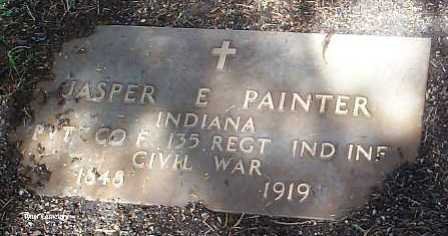 JASPER E PAINTER
INDIANA
PVT CO F 135 REGT IND INF
CIVIL WAR
1848 1919